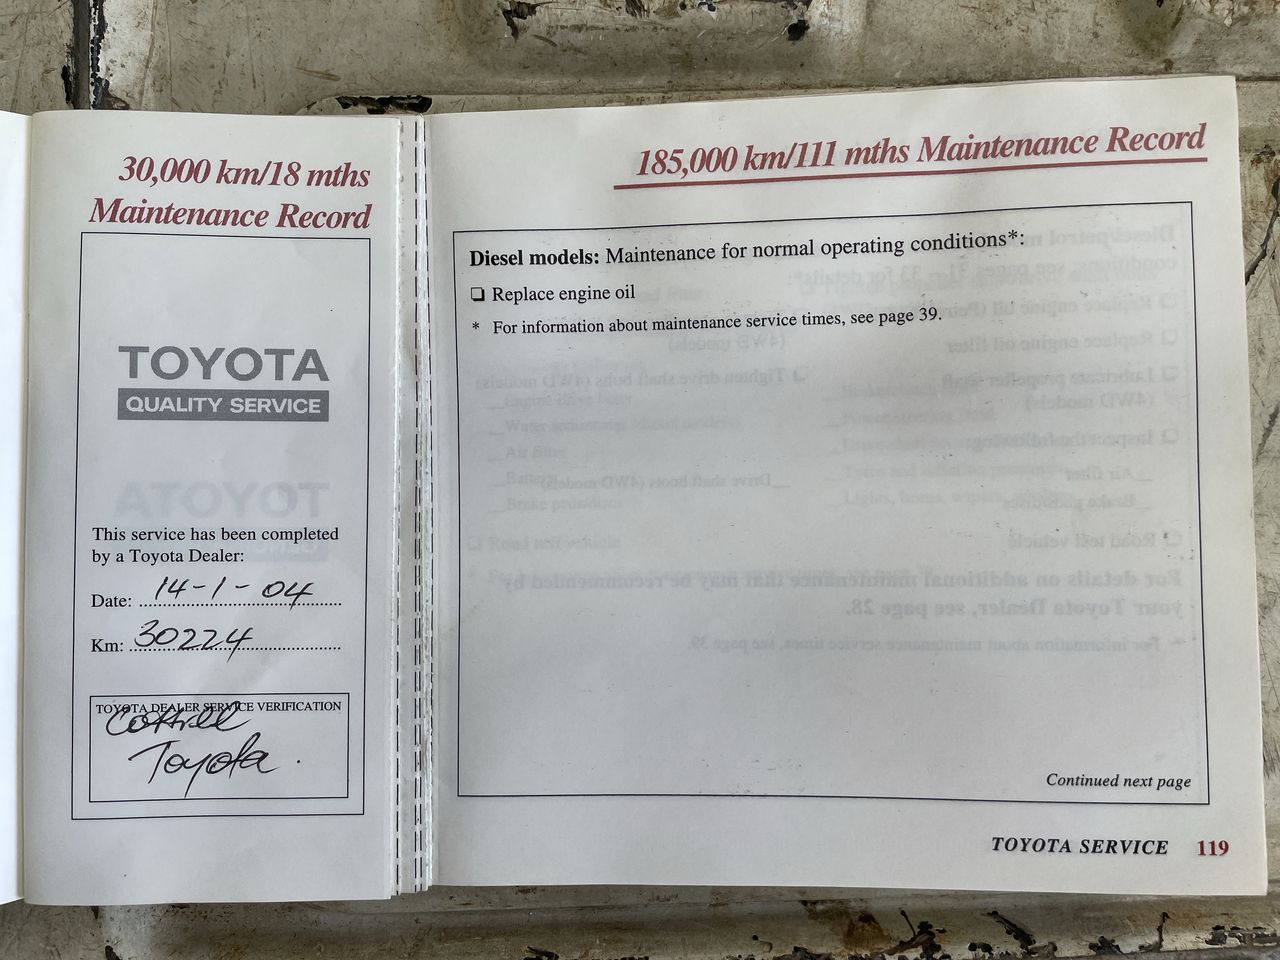 30,000 km/18 mths
Maintenance Record
TOYOTA
QUALITY SERVICE
This service has been completed
by a Toyota Dealer:
Date: 14-1-04
Km: 30224
TOYOTA DEALER SERVICE VERIFICATION
Cottrell
Toyota
185,000 km/111 mths Maintenance Record
Diesel models: Maintenance for normal operating conditions*:
❑ Replace engine oil
* For information about maintenance service times, see page 39.
Continued next page
TOYOTA SERVICE 119